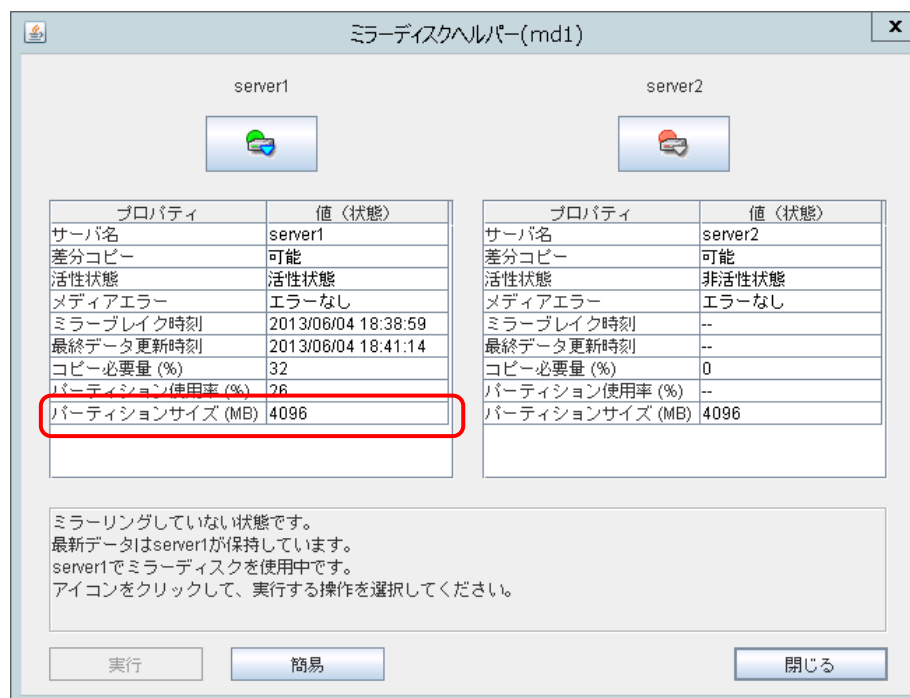 ミラーディスクヘルパー(md1)
x
server1
server2
プロパティ 値（状態）
サーバ名 server1
差分コピー 可能
活性状態 活性状態
メディアエラー エラーなし
ミラーブレイク時刻 2013/06/04 18:38:59
最終データ更新時刻 2013/06/04 18:41:14
コピー必要量 (%) 32
パーティション使用率 (%) 26
パーティションサイズ (MB) 4096
プロパティ 値（状態）
サーバ名 server2
差分コピー 可能
活性状態 非活性状態
メディアエラー エラーなし
ミラーブレイク時刻 --
最終データ更新時刻 --
コピー必要量 (%) 0
パーティション使用率 (%) --
パーティションサイズ (MB) 4096
ミラーリングしていない状態です。
最新データはserver1が保持しています。
server1でミラーディスクを使用中です。
アイコンをクリックして、実行する操作を選択してください。
実行 簡易 閉じる